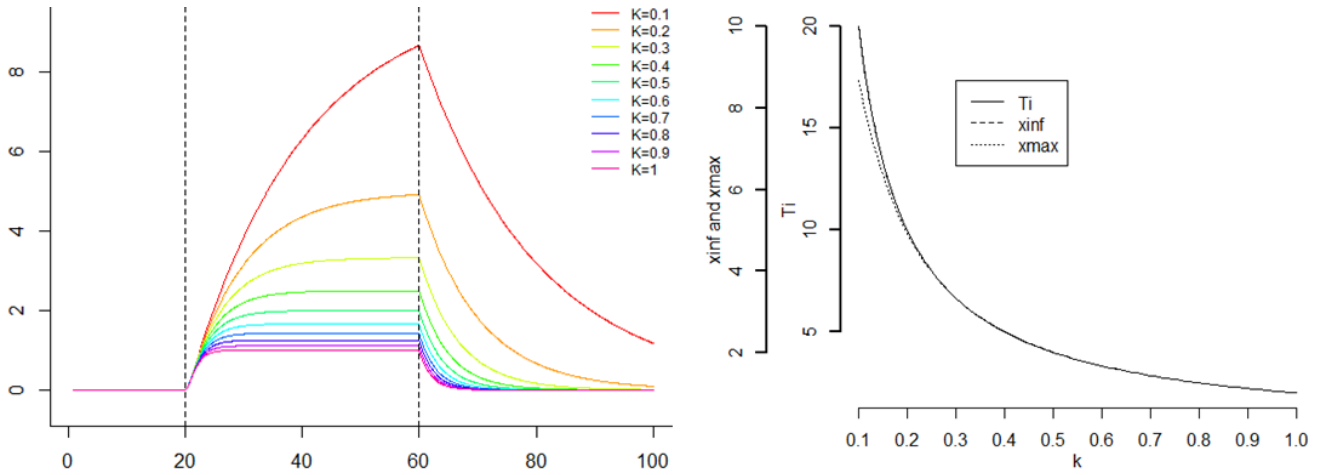 K=0.1
K=0.2
K=0.3
K=0.4
K=0.5
K=0.6
K=0.7
K=0.8
K=0.9
K=1
8
6
4
2
0
0 20 40 60 80 100
xinf and xmax
10
8
6
4
2
Ti
20
15
10
5
Ti
xinf
xmax
0.1 0.2 0.3 0.4 0.5 0.6 0.7 0.8 0.9 1.0
k